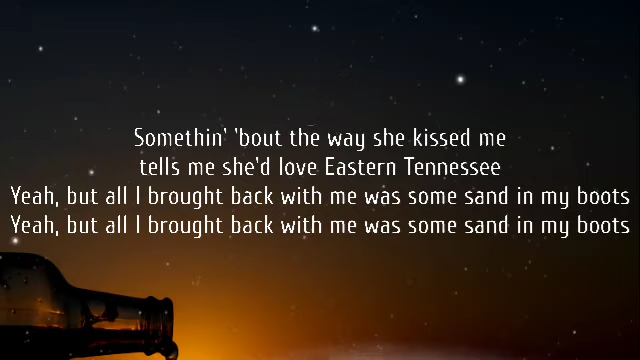 Somethin' 'bout the way she kissed me
tells me she'd love Eastern Tennessee
Yeah, but all I brought back with me was some sand in my boots
Yeah, but all I brought back with me was some sand in my boots